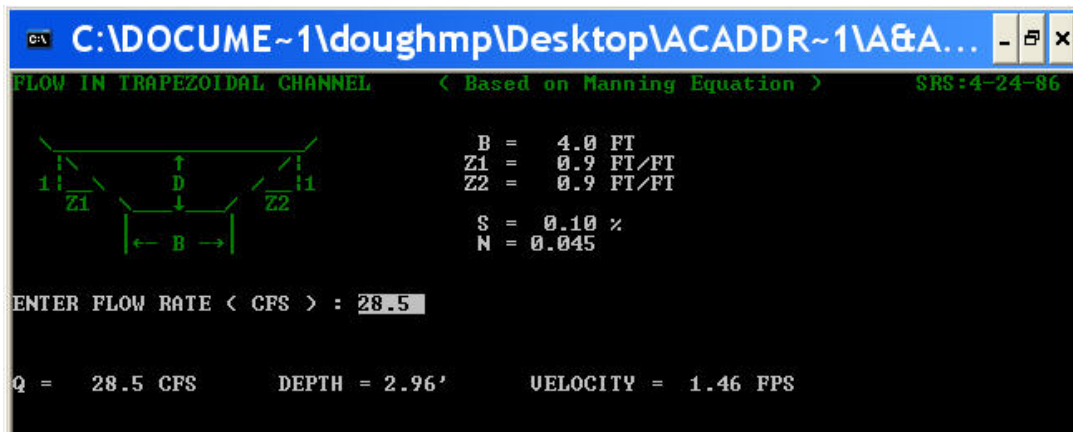 C:\DOCUME~1\doughmp\Desktop\ACADDR~1\A&A...
FLOW IN TRAPEZOIDAL CHANNEL < Based on Manning Equation > SRS:4-24-86
B = 4.0 FT
Z1 = 0.9 FT/FT
Z2 = 0.9 FT/FT
1 Z1 D Z2 1
S = 0.10 %
N = 0.045
← B →
ENTER FLOW RATE < CFS > : 28.5
Q = 28.5 CFS DEPTH = 2.96' VELOCITY = 1.46 FPS